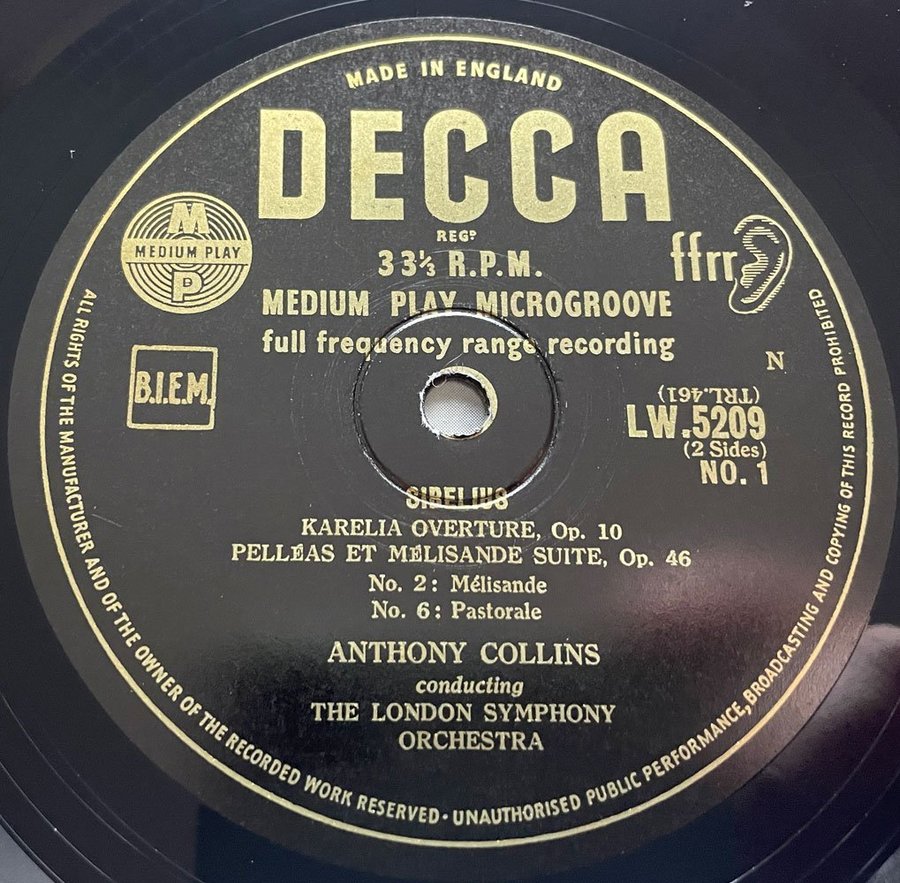 MADE IN ENGLAND
DECCA
REGD
M
MEDIUM PLAY
P
33⅓ R.P.M.
ffrr
MEDIUM PLAY MICROGROOVE
full frequency range recording
B.I.E.M.
N
(TRL.461)
LW.5209
(2 Sides)
NO. 1
SIBELIUS
KARELIA OVERTURE, Op. 10
PELLÉAS ET MÉLISANDE SUITE, Op. 46
No. 2: Mélisande
No. 6: Pastorale
ANTHONY COLLINS
conducting
THE LONDON SYMPHONY
ORCHESTRA
ALL RIGHTS OF THE MANUFACTURER AND OF THE OWNER OF THE RECORDED WORK RESERVED · UNAUTHORISED PUBLIC PERFORMANCE, BROADCASTING AND COPYING OF THIS RECORD PROHIBITED